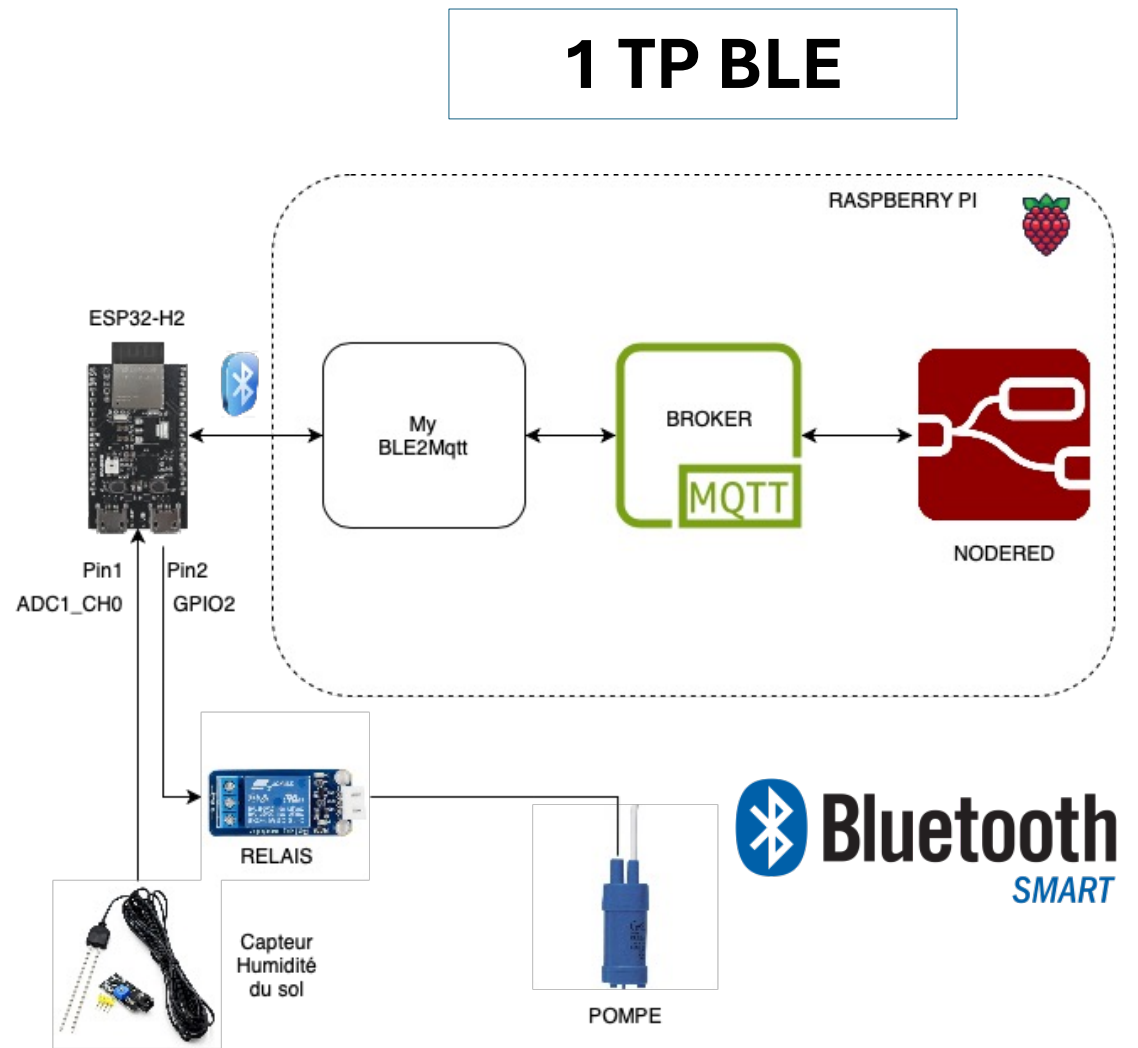 1 TP BLE
RASPBERRY PI
ESP32-H2
My
BLE2Mqtt
BROKER
MQTT
NODERED
Pin1
Pin2
ADC1_CH0
GPIO2
RELAIS
Bluetooth
SMART
Capteur
Humidité
du sol
POMPE